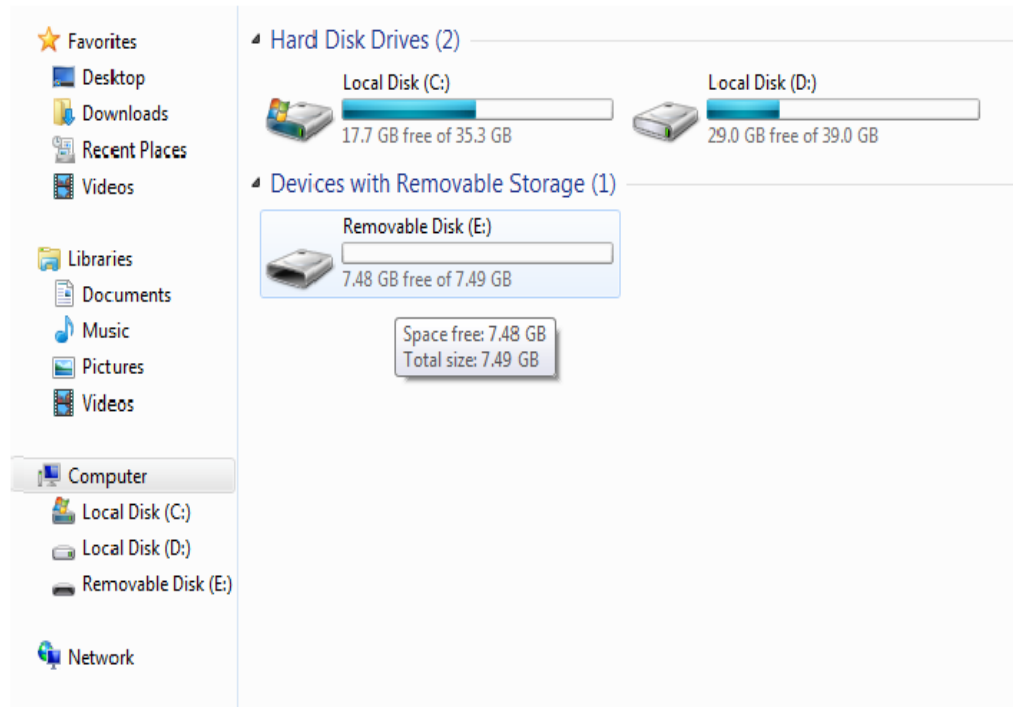 Favorites
Desktop
Downloads
Recent Places
Videos
Libraries
Documents
Music
Pictures
Videos
Computer
Local Disk (C:)
Local Disk (D:)
Removable Disk (E:)
Network
Hard Disk Drives (2)
Local Disk (C:)
17.7 GB free of 35.3 GB
Local Disk (D:)
29.0 GB free of 39.0 GB
Devices with Removable Storage (1)
Removable Disk (E:)
7.48 GB free of 7.49 GB
Space free: 7.48 GB
Total size: 7.49 GB